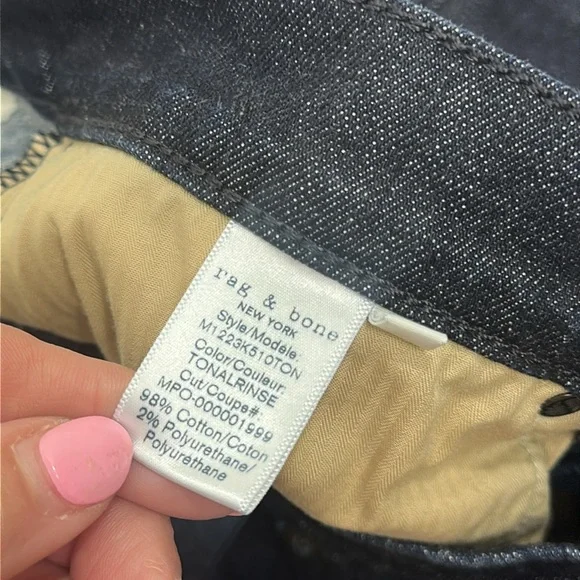 rag & bone
NEW YORK
Style/Modéle.
M1223K510TON
Color/Couleur:
TONALRINSE
Cut/Coupe#.
MPO-000001999
98% Cotton/Coton
2% Polyurethane/
Polyurethane